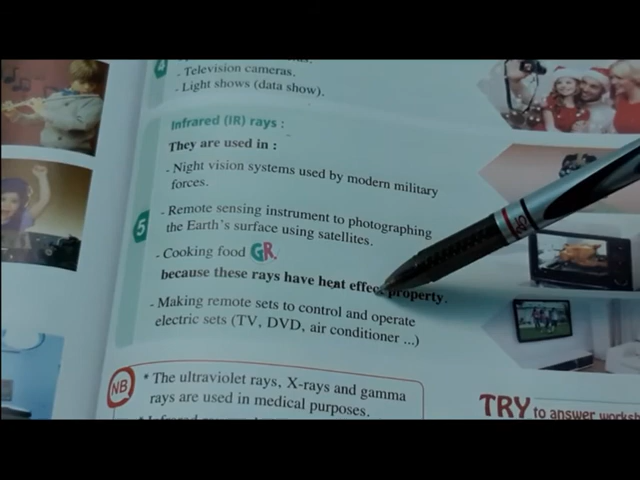 4
- Television cameras.
- Light shows (data show).
Infrared (IR) rays :
They are used in :
- Night vision systems used by modern military
forces.
- Remote sensing instrument to photographing
the Earth's surface using satellites.
5
- Cooking food GR.
because these rays have heat effect property.
- Making remote sets to control and operate
electric sets (TV, DVD, air conditioner ...)
NB
* The ultraviolet rays, X-rays and gamma
rays are used in medical purposes.
TRY to answer